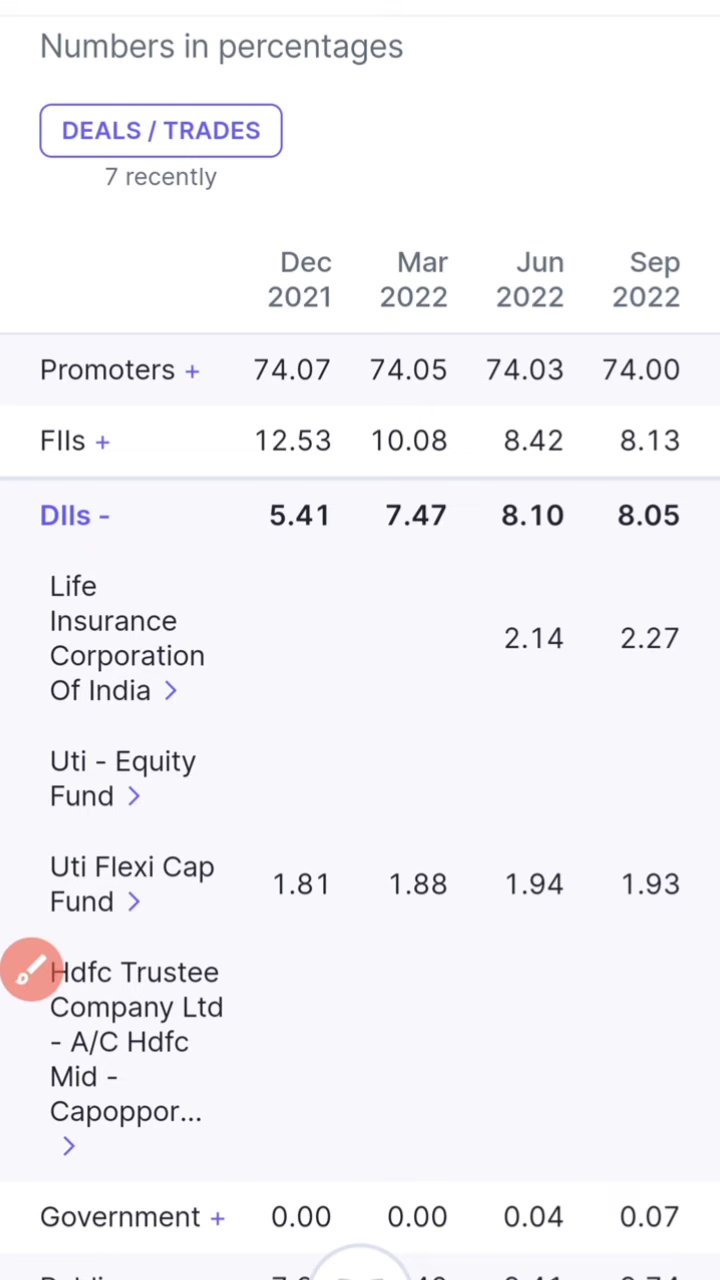 Numbers in percentages
DEALS / TRADES
7 recently
Dec Mar Jun Sep
2021 2022 2022 2022
Promoters + 74.07 74.05 74.03 74.00
FIIs + 12.53 10.08 8.42 8.13
DIIs - 5.41 7.47 8.10 8.05
Life
Insurance
Corporation
Of India > 2.14 2.27
Uti - Equity
Fund >
Uti Flexi Cap
Fund > 1.81 1.88 1.94 1.93
Hdfc Trustee
Company Ltd
- A/C Hdfc
Mid -
Capoppor...
>
Government + 0.00 0.00 0.04 0.07